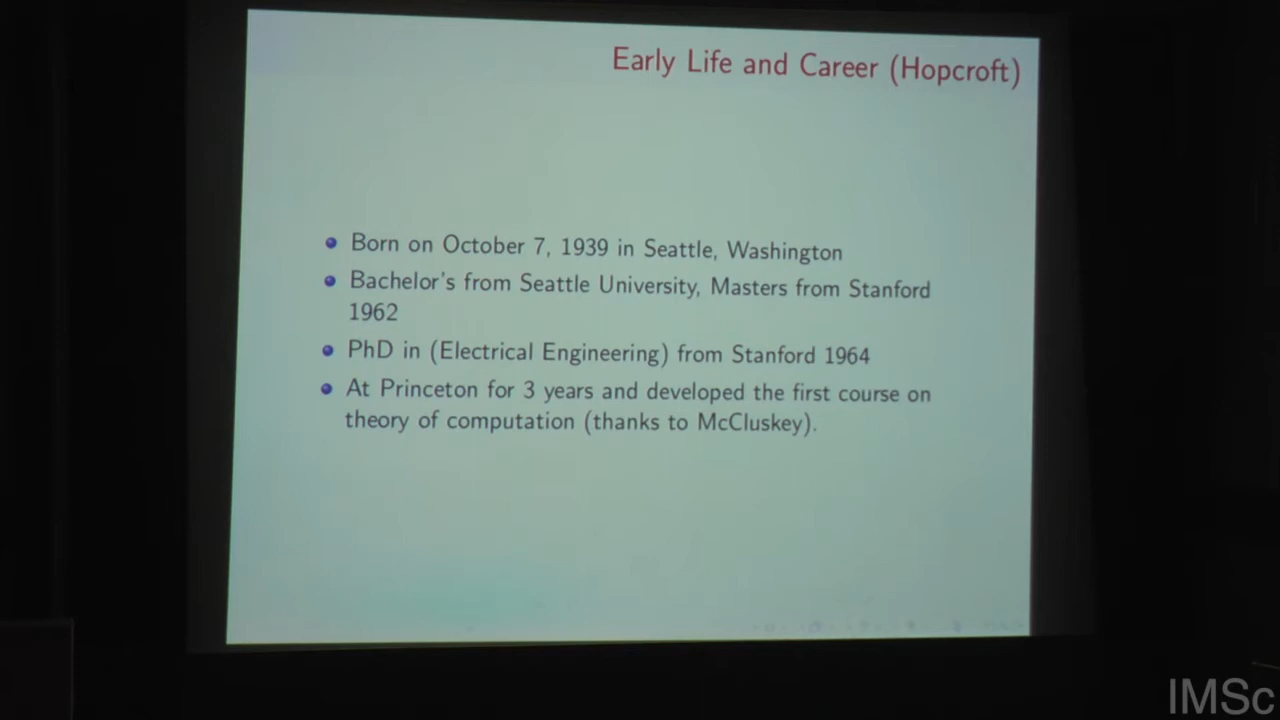 Early Life and Career (Hopcroft)
Born on October 7, 1939 in Seattle, Washington
Bachelor's from Seattle University, Masters from Stanford
1962
PhD in (Electrical Engineering) from Stanford 1964
At Princeton for 3 years and developed the first course on
theory of computation (thanks to McCluskey).
IMSc